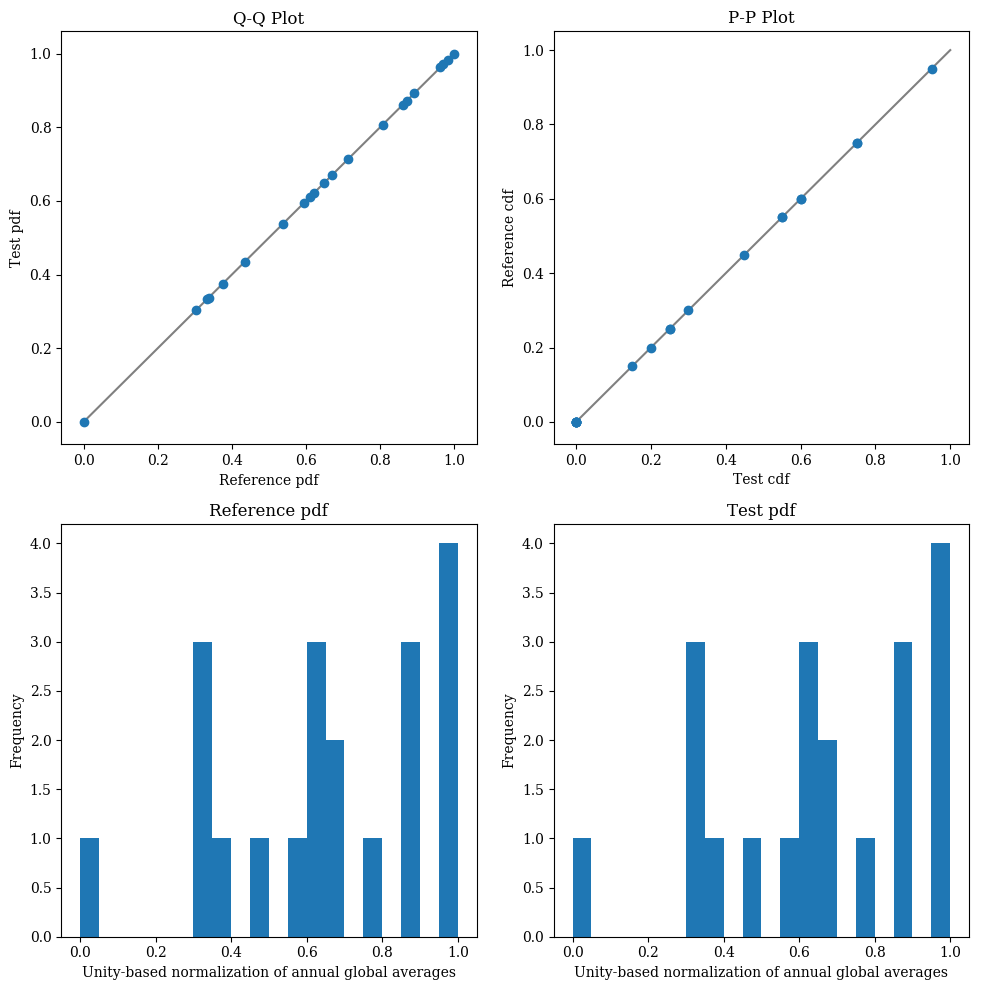 Q-Q Plot
1.0
0.8
0.6
0.4
0.2
0.0
Test pdf
0.0 0.2 0.4 0.6 0.8 1.0
Reference pdf
P-P Plot
1.0
0.8
0.6
0.4
0.2
0.0
Reference cdf
0.0 0.2 0.4 0.6 0.8 1.0
Test cdf
Reference pdf
4.0
3.5
3.0
2.5
2.0
1.5
1.0
0.5
0.0
Frequency
0.0 0.2 0.4 0.6 0.8 1.0
Unity-based normalization of annual global averages
Test pdf
4.0
3.5
3.0
2.5
2.0
1.5
1.0
0.5
0.0
Frequency
0.0 0.2 0.4 0.6 0.8 1.0
Unity-based normalization of annual global averages